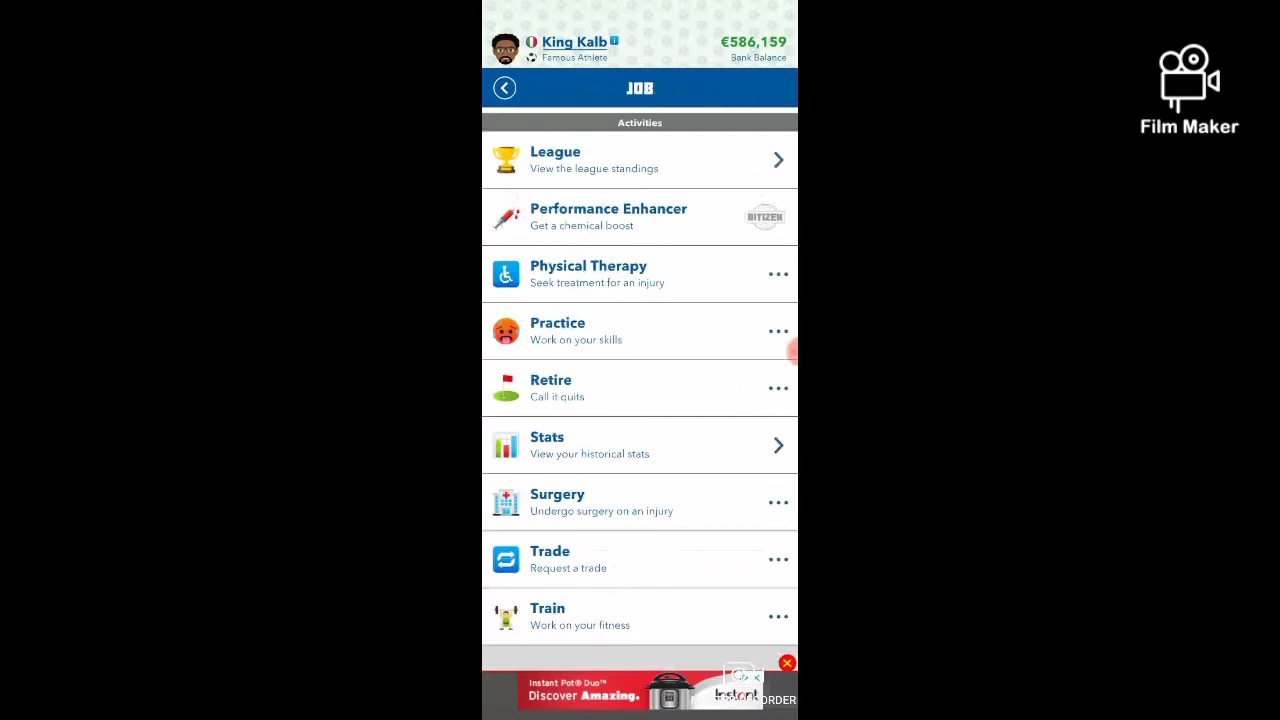 King Kalb
Famous Athlete
€586,159
Bank Balance
JOB
Film Maker
Activities
League
View the league standings
Performance Enhancer
Get a chemical boost
BITIZEN
Physical Therapy
Seek treatment for an injury
Practice
Work on your skills
Retire
Call it quits
Stats
View your historical stats
Surgery
Undergo surgery on an injury
Trade
Request a trade
Train
Work on your fitness
Instant Pot® Duo™
Discover Amazing.
Instant